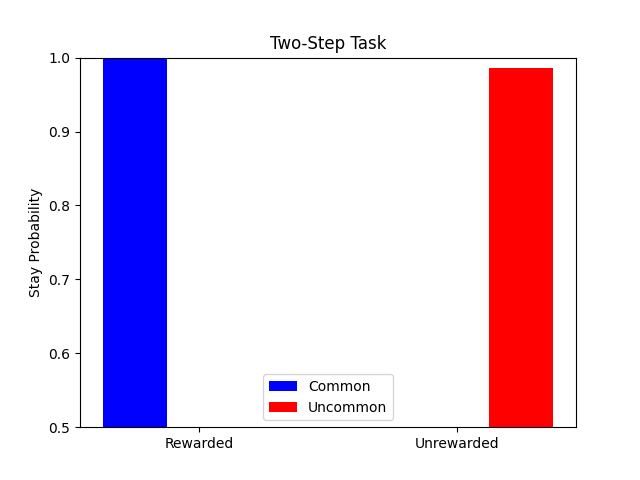 Two-Step Task
Stay Probability
1.0
0.9
0.8
0.7
0.6
0.5
Rewarded
Unrewarded
Common
Uncommon